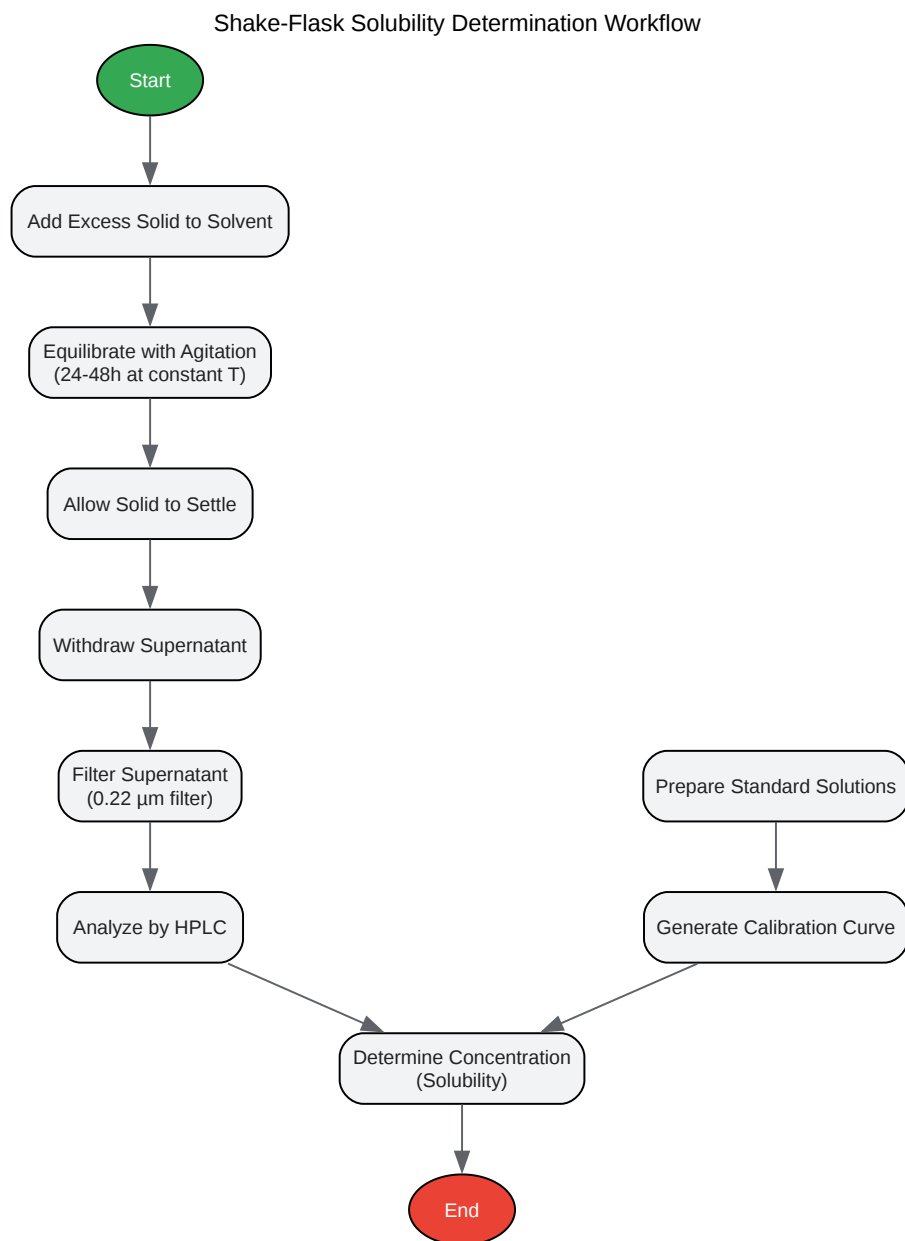 Shake-Flask Solubility Determination Workflow
Start
Add Excess Solid to Solvent
Equilibrate with Agitation
(24-48h at constant T)
Allow Solid to Settle
Withdraw Supernatant
Filter Supernatant
(0.22 µm filter)
Prepare Standard Solutions
Analyze by HPLC
Generate Calibration Curve
Determine Concentration
(Solubility)
End